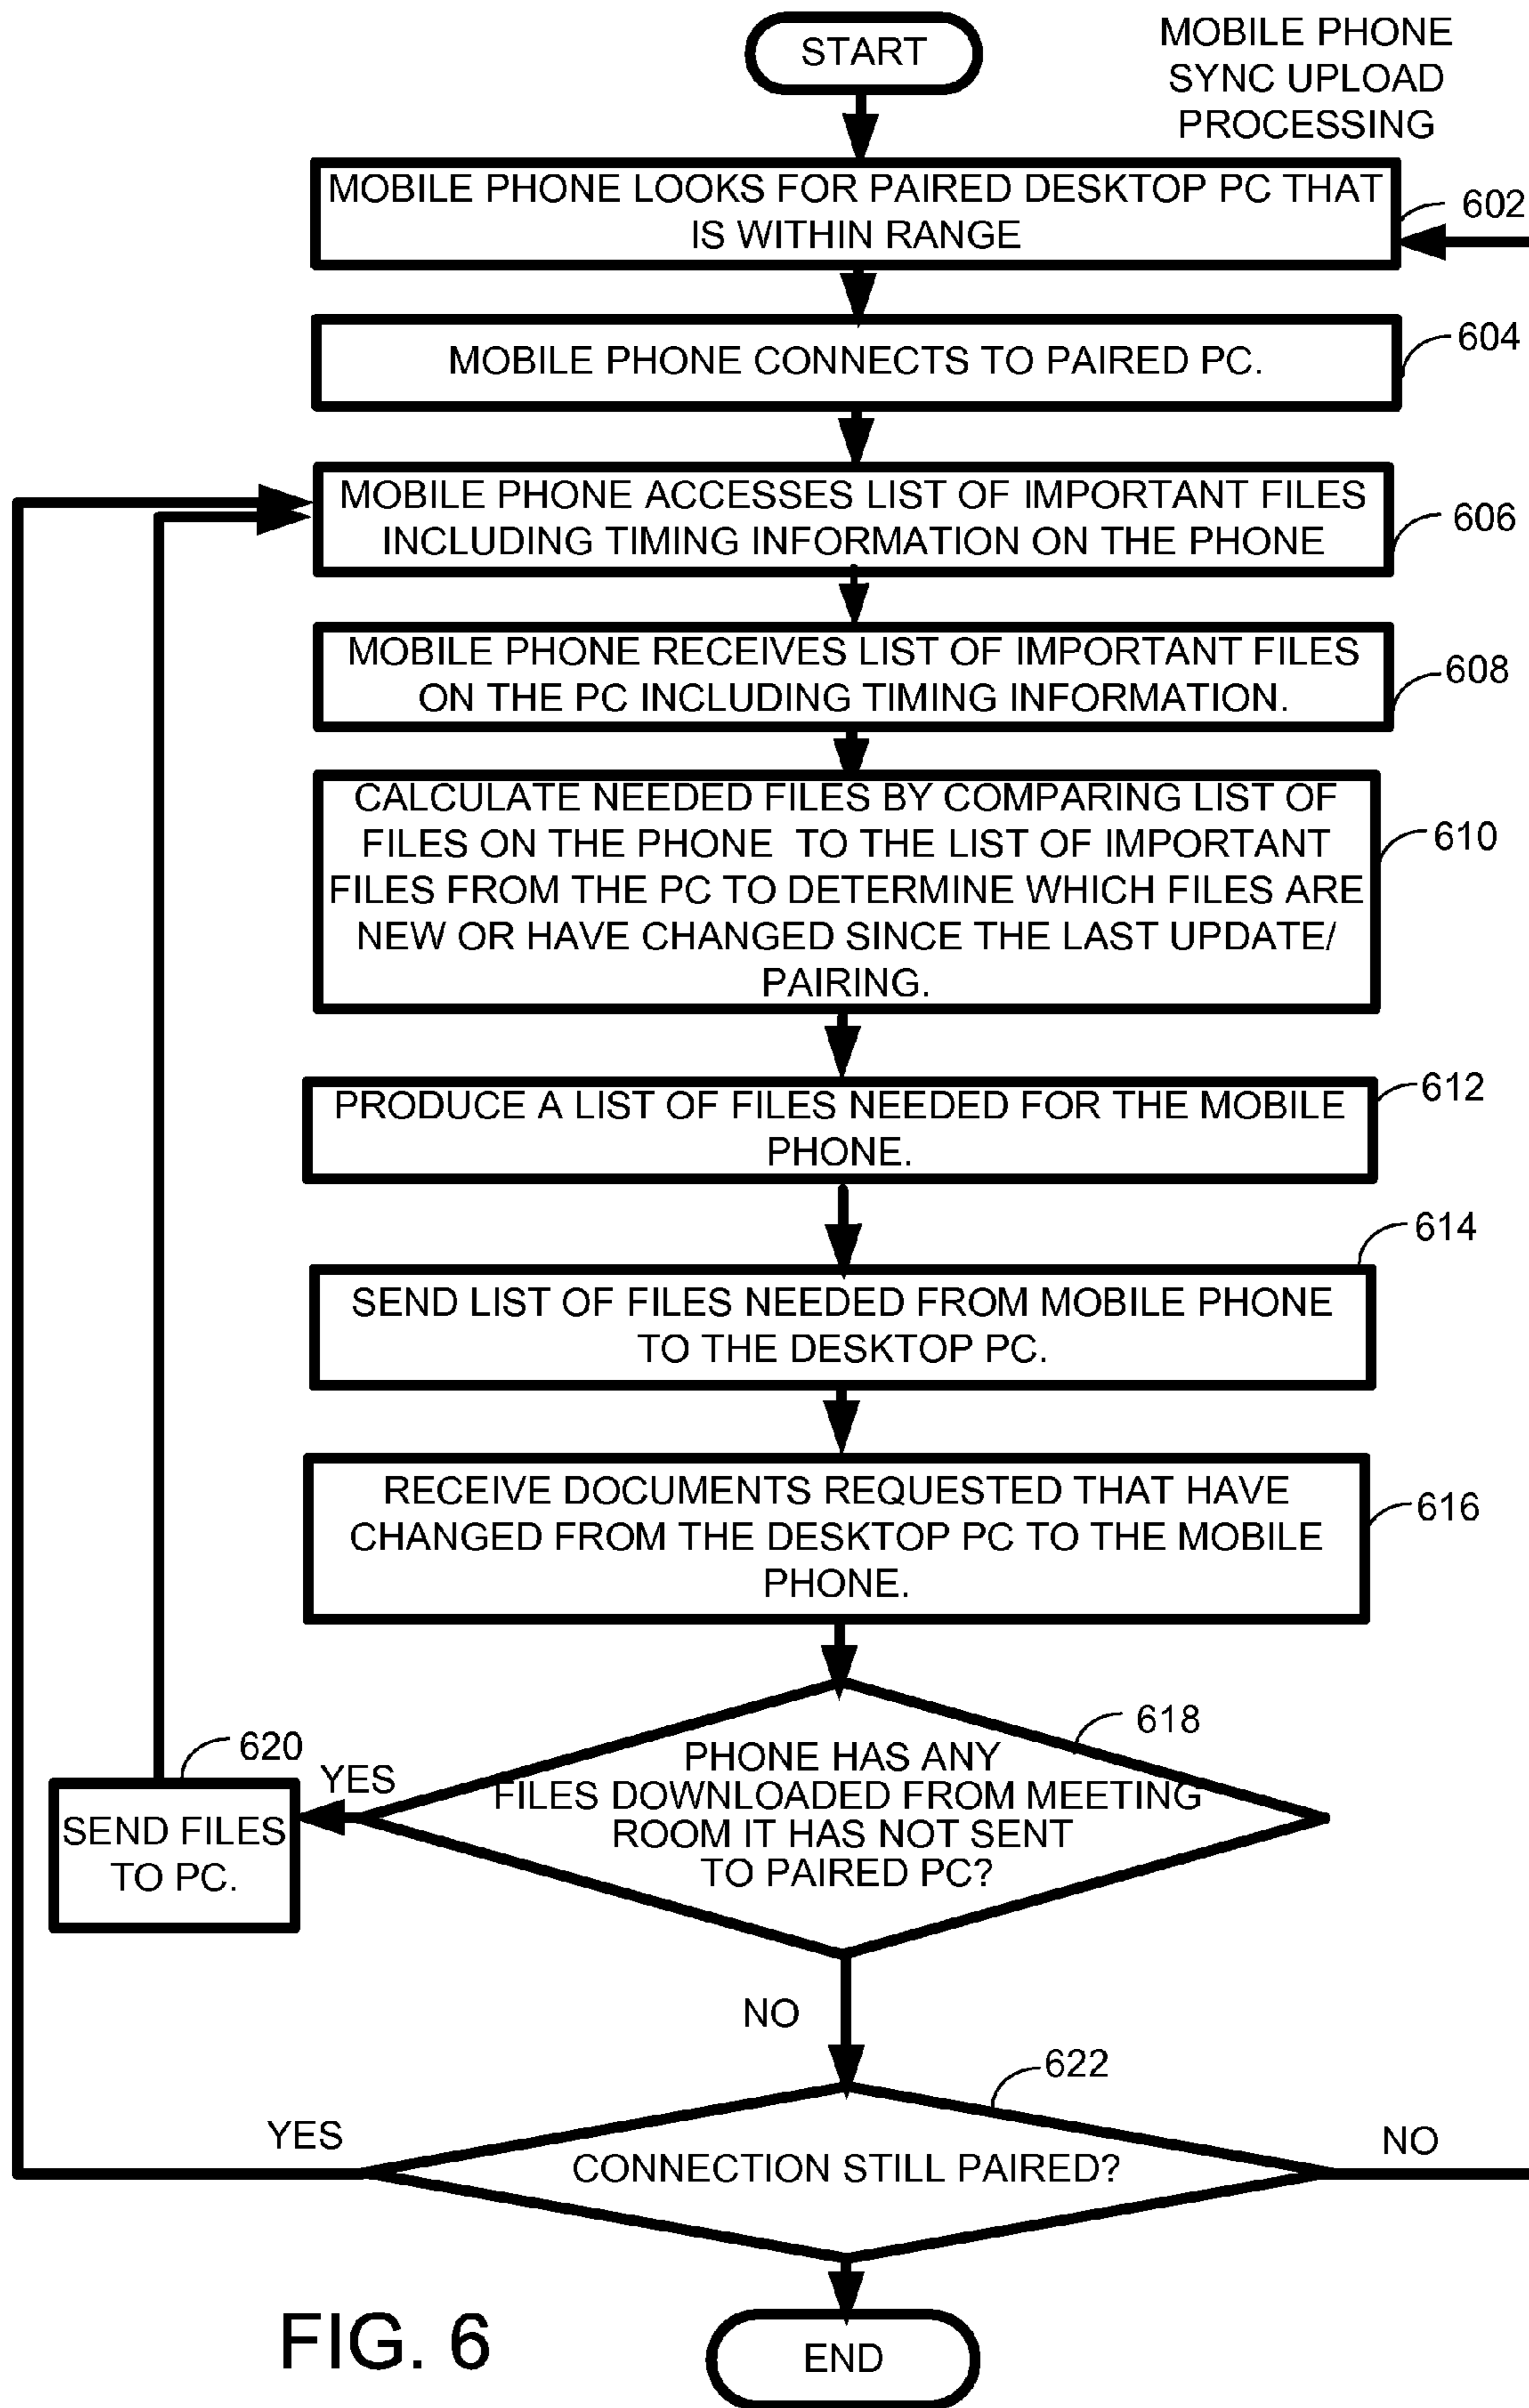 START
MOBILE PHONE
SYNC UPLOAD
PROCESSING
MOBILE PHONE LOOKS FOR PAIRED DESKTOP PC THAT
IS WITHIN RANGE
602
MOBILE PHONE CONNECTS TO PAIRED PC.
604
MOBILE PHONE ACCESSES LIST OF IMPORTANT FILES
INCLUDING TIMING INFORMATION ON THE PHONE
606
MOBILE PHONE RECEIVES LIST OF IMPORTANT FILES
ON THE PC INCLUDING TIMING INFORMATION.
608
CALCULATE NEEDED FILES BY COMPARING LIST OF
FILES ON THE PHONE TO THE LIST OF IMPORTANT
FILES FROM THE PC TO DETERMINE WHICH FILES ARE
NEW OR HAVE CHANGED SINCE THE LAST UPDATE/
PAIRING.
610
PRODUCE A LIST OF FILES NEEDED FOR THE MOBILE
PHONE.
612
SEND LIST OF FILES NEEDED FROM MOBILE PHONE
TO THE DESKTOP PC.
614
RECEIVE DOCUMENTS REQUESTED THAT HAVE
CHANGED FROM THE DESKTOP PC TO THE MOBILE
PHONE.
616
PHONE HAS ANY
FILES DOWNLOADED FROM MEETING
ROOM IT HAS NOT SENT
TO PAIRED PC?
618
YES
620
SEND FILES
TO PC.
NO
622
CONNECTION STILL PAIRED?
YES
NO
END
FIG. 6